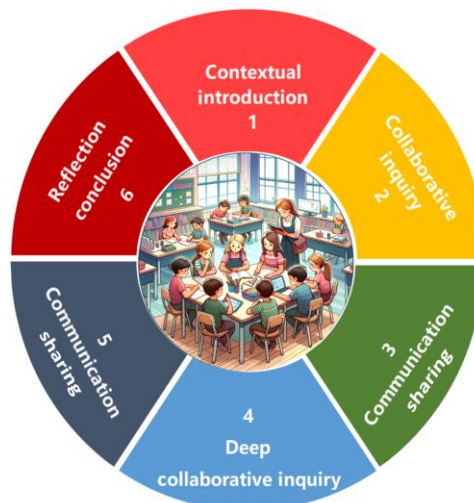 Contextual
introduction
1
Collaborative
inquiry
2
3
Communication
sharing
4
Deep
collaborative inquiry
5
Communication
sharing
Reflection
conclusion
6